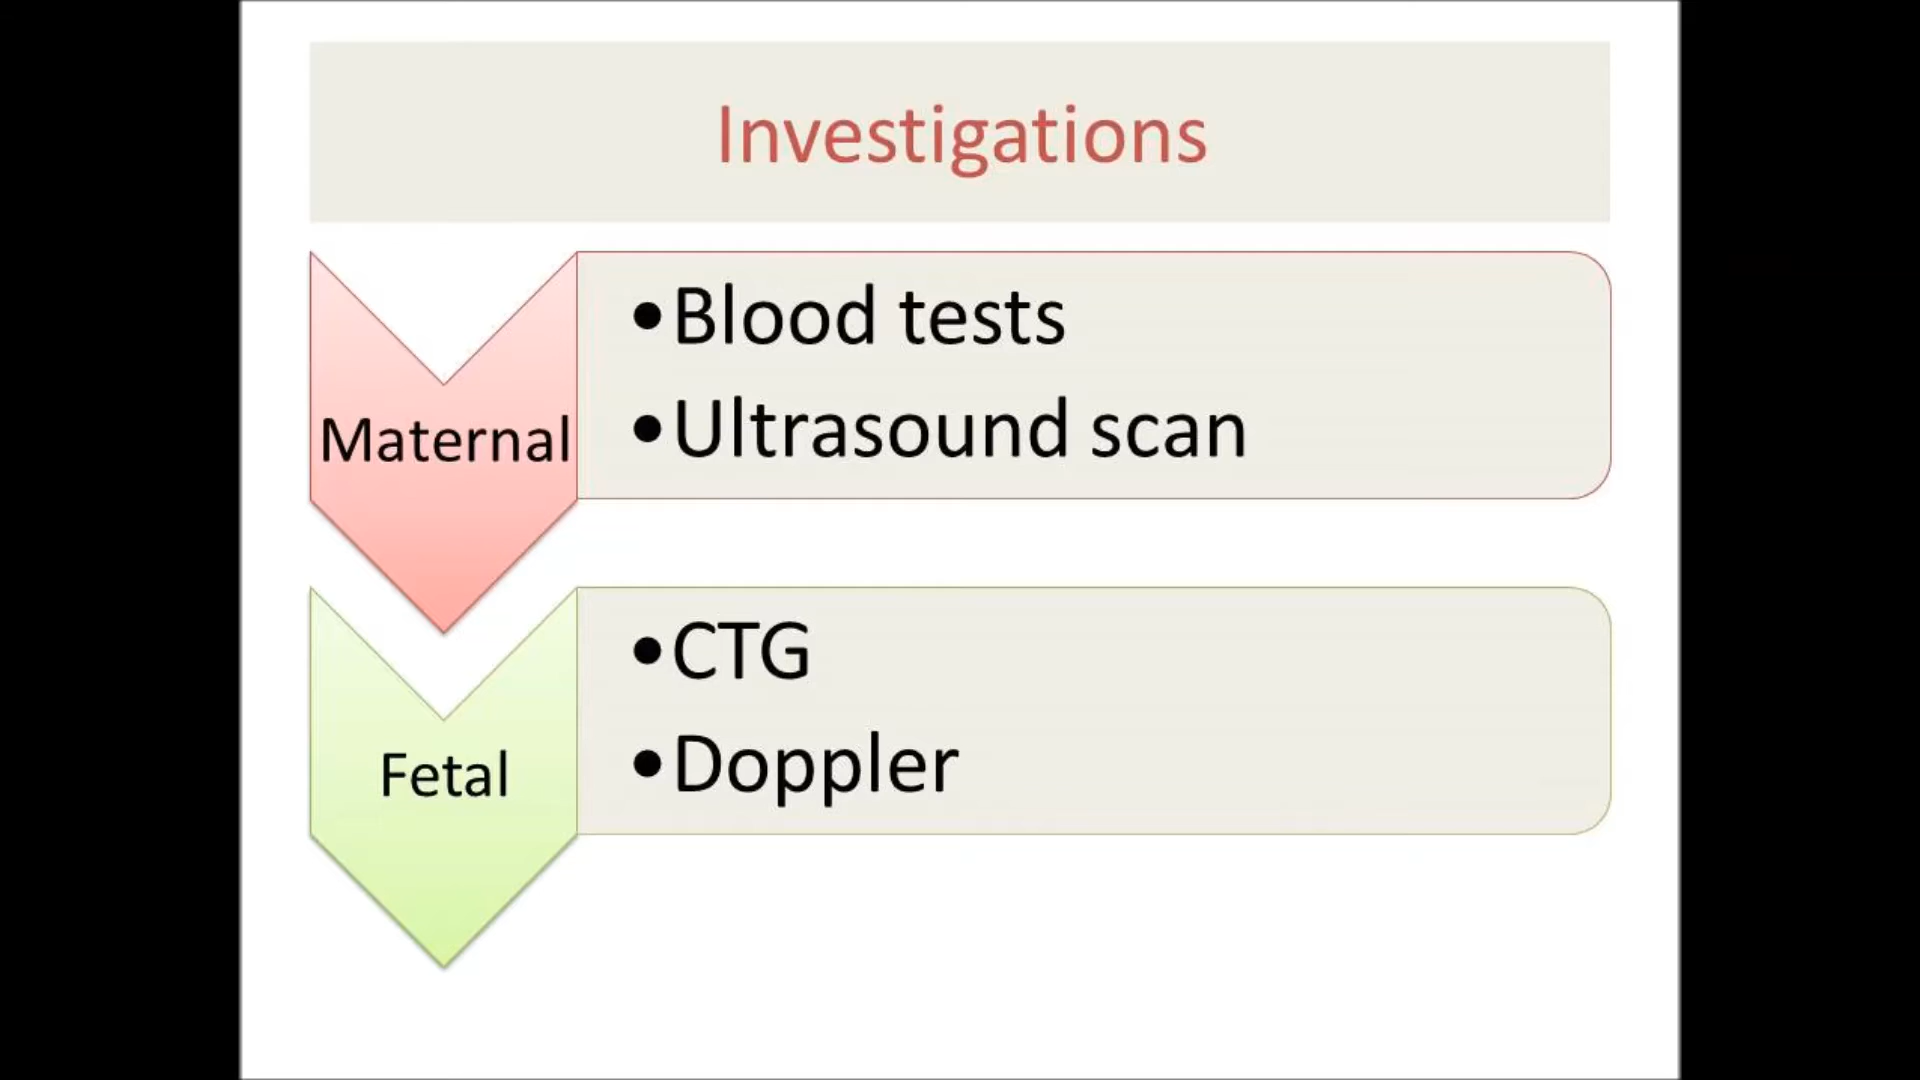 Investigations
Maternal
•Blood tests
•Ultrasound scan
Fetal
•CTG
•Doppler